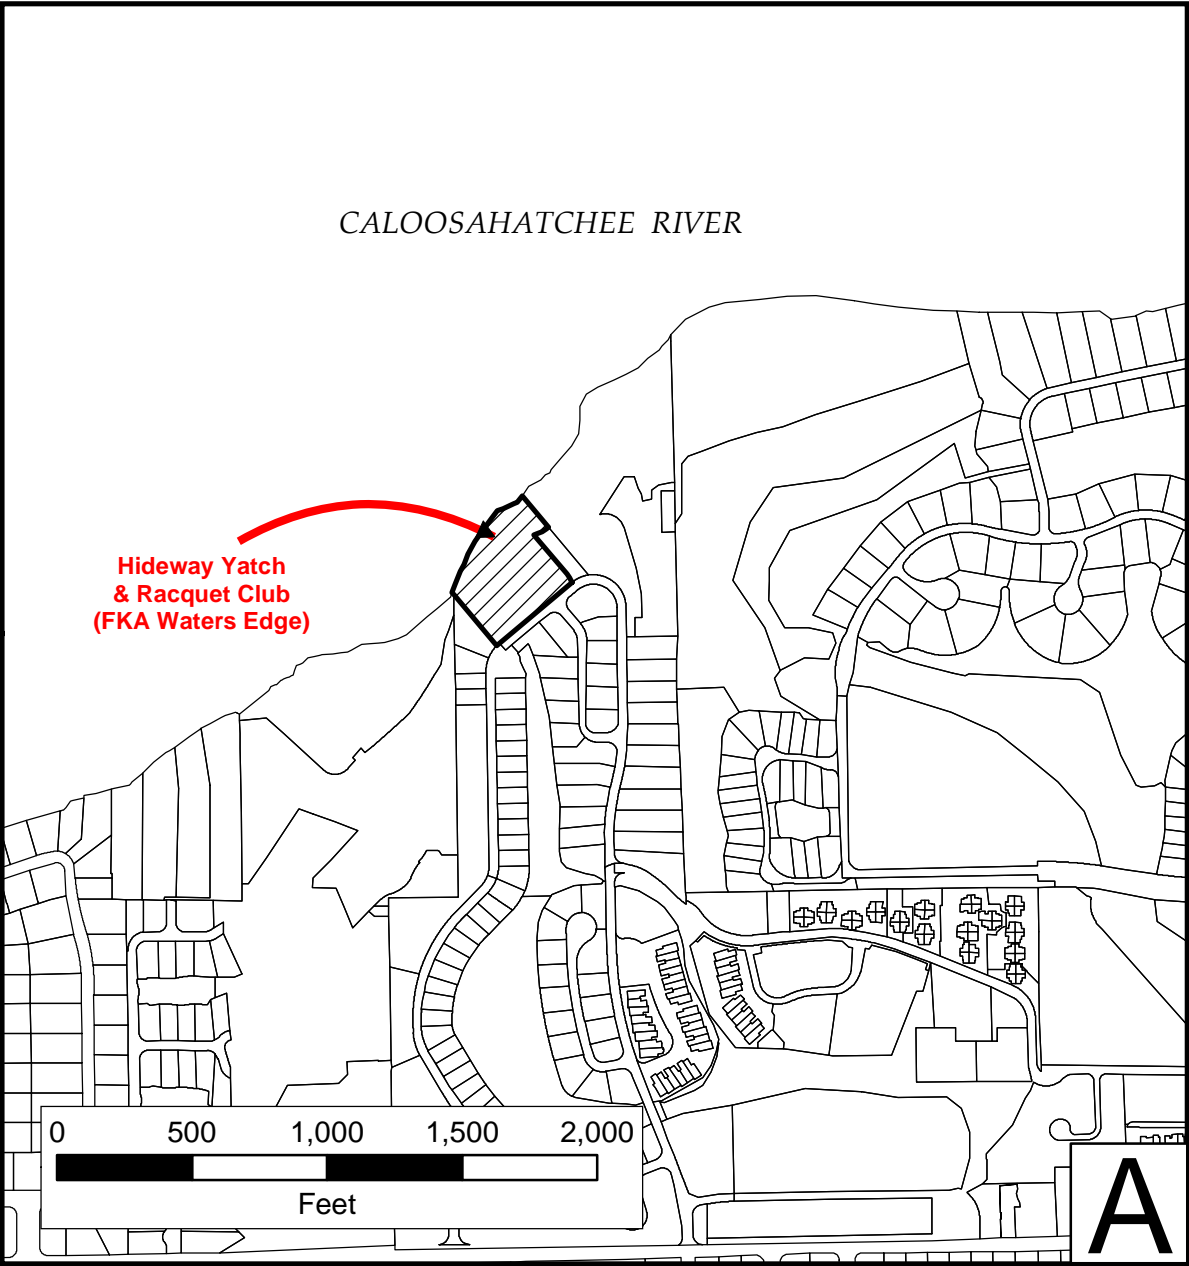 CALOOSAHATCHEE RIVER
Hideway Yatch
& Racquet Club
(FKA Waters Edge)
0 500 1,000 1,500 2,000
Feet
A